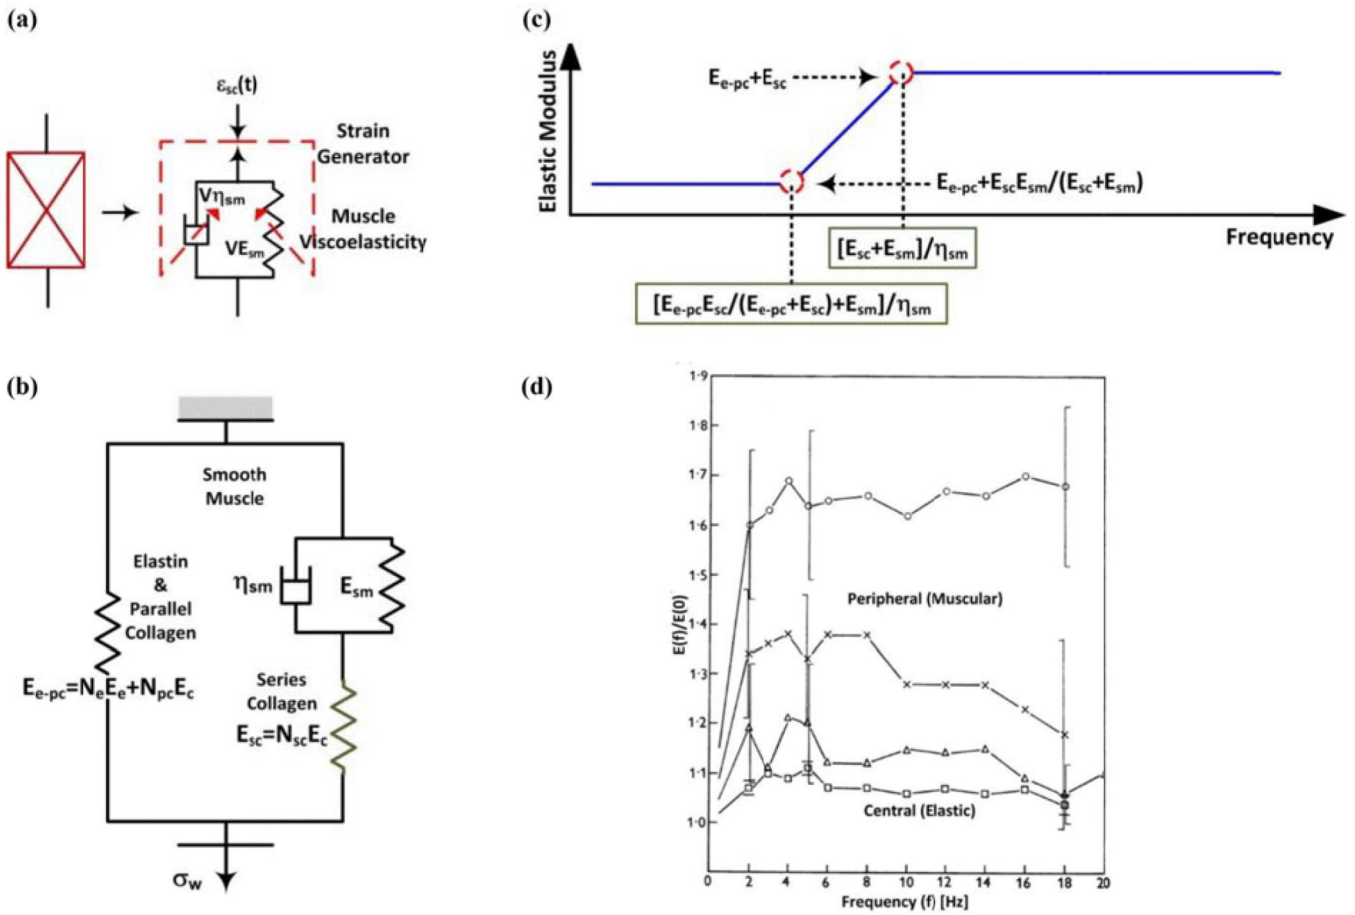 (a)
ε_sc(t)
Strain
Generator
Vη_sm
VE_sm
Muscle
Viscoelasticity
(b)
Smooth
Muscle
Elastin
&
Parallel
Collagen
E_e-pc=N_eE_e+N_pcE_c
η_sm
E_sm
Series
Collagen
E_sc=N_scE_c
σ_w
(c)
Elastic Modulus
E_e-pc+E_sc
E_e-pc+E_scE_sm/(E_sc+E_sm)
Frequency
[E_sc+E_sm]/η_sm
[E_e-pcE_sc/(E_e-pc+E_sc)+E_sm]/η_sm
(d)
E(f)/E(0)
1·9
1·8
1·7
1·6
1·5
1·4
1·3
1·2
1·1
1·0
Peripheral (Muscular)
Central (Elastic)
0 2 4 6 8 10 12 14 16 18 20
Frequency (f) [Hz]